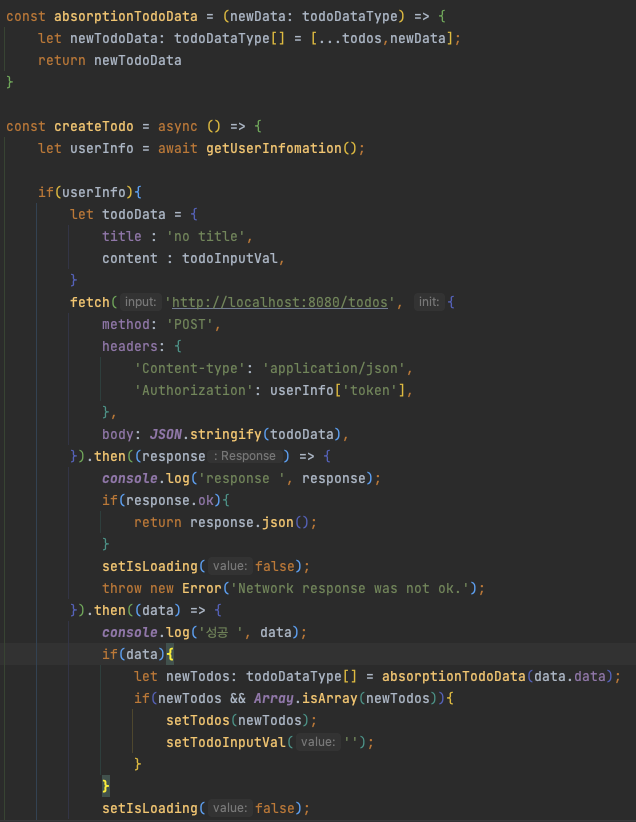 const absorptionTodoData = (newData: todoDataType) => {
    let newTodoData: todoDataType[] = [...todos,newData];
    return newTodoData
}

const createTodo = async () => {
    let userInfo = await getUserInfomation();

    if(userInfo){
        let todoData = {
            title : 'no title',
            content : todoInputVal,
        }
        fetch( input: 'http://localhost:8080/todos', init: {
            method: 'POST',
            headers: {
                'Content-type': 'application/json',
                'Authorization': userInfo['token'],
            },
            body: JSON.stringify(todoData),
        }).then((response : Response ) => {
            console.log('response ', response);
            if(response.ok){
                return response.json();
            }
            setIsLoading( value: false);
            throw new Error('Network response was not ok.');
        }).then((data) => {
            console.log('성공 ', data);
            if(data){
                let newTodos: todoDataType[] = absorptionTodoData(data.data);
                if(newTodos && Array.isArray(newTodos)){
                    setTodos(newTodos);
                    setTodoInputVal( value: '');
                }
            }
            setIsLoading( value: false);